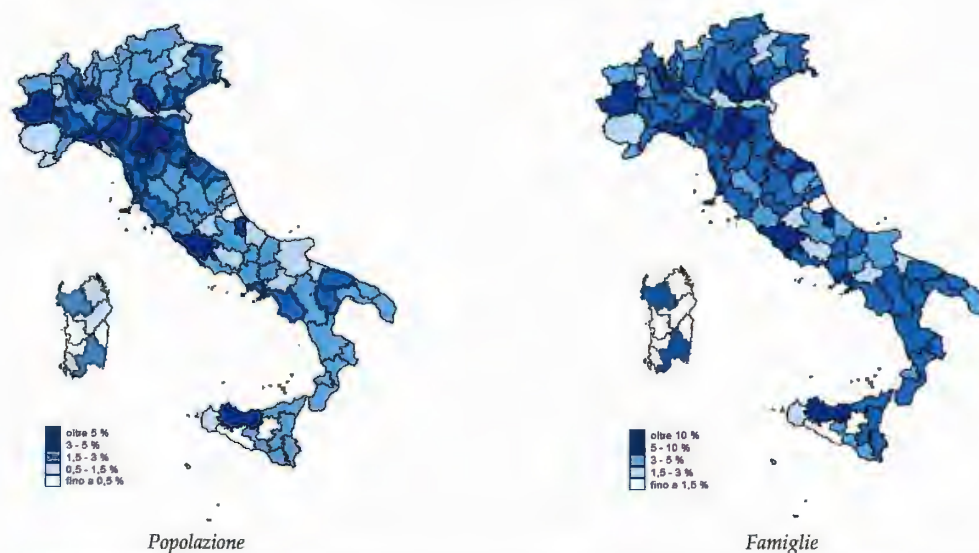 oltre 5 %
3 - 5 %
1,5 - 3 %
0,5 - 1,5 %
fino a 0,5 %
Popolazione
oltre 10 %
5 - 10 %
3 - 5 %
1,5 - 3 %
fino a 1,5 %
Famiglie